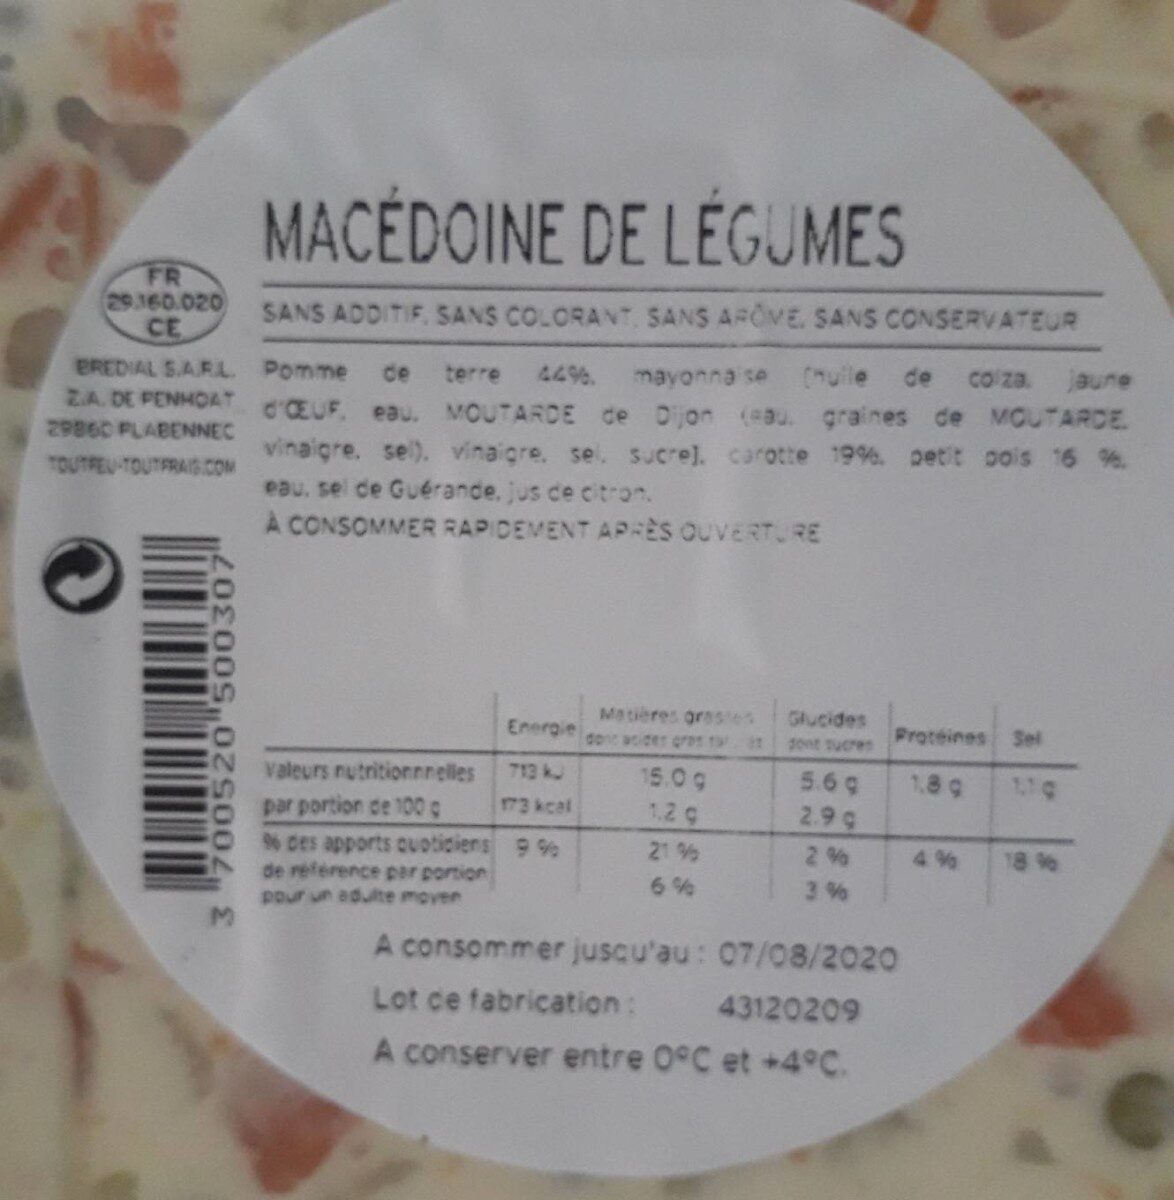 MACÉDOINE DE LÉGUMES
SANS ADDITIF, SANS COLORANT, SANS ARÔME, SANS CONSERVATEUR
Pomme de terre 44%, mayonnaise [huile de colza, jaune
d'ŒUF, eau, MOUTARDE de Dijon (eau, graines de MOUTARDE,
vinaigre, sel), vinaigre, sel, sucre], carotte 19%, petit pois 16 %,
eau, sel de Guérande, jus de citron.
À CONSOMMER RAPIDEMENT APRÈS OUVERTURE
FR
29.160.020
CE
BREDIAL S.A.R.L.
Z.A. DE PENHOAT
29860 PLABENNEC
TOUTFEU-TOUTFRAIS.COM
3 700520 500307
Energie Matières grasses Glucides Protéines Sel
dont acides gras dont sucres
Valeurs nutritionnnelles 713 kJ 15.0 g 5.6 g 1.8 g 1.1 g
par portion de 100 g 173 kcal 1.2 g 2.9 g
% des apports quotidiens 9 % 21 % 2 % 4 % 18 %
de référence par portion 6 % 3 %
pour un adulte moyen
A consommer jusqu'au : 07/08/2020
Lot de fabrication : 43120209
A conserver entre 0°C et +4°C.